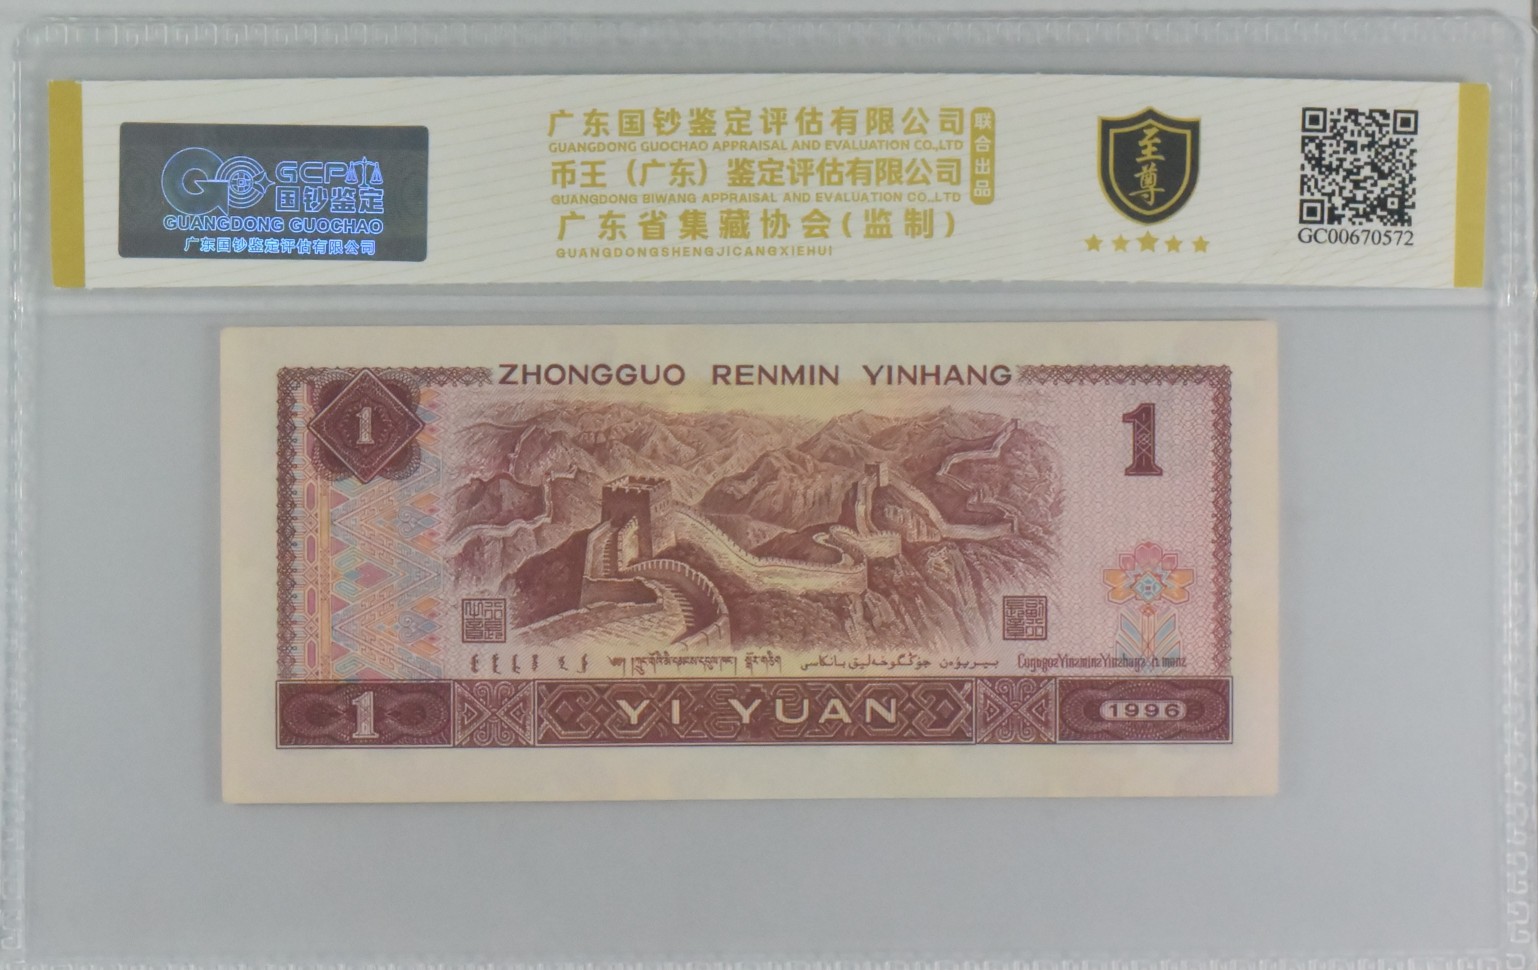 GCP
国钞鉴定
GUANGDONG GUOCHAO
广东国钞鉴定评估有限公司
广东国钞鉴定评估有限公司
GUANGDONG GUOCHAO APPRAISAL AND EVALUATION CO.,LTD
币王（广东）鉴定评估有限公司
GUANGDONG BIWANG APPRAISAL AND EVALUATION CO.,LTD
联合出品
广东省集藏协会(监制)
GUANGDONGSHENGJICANGXIEHUI
至尊
GC00670572
ZHONGGUO RENMIN YINHANG
1
1
1
YI YUAN
1996